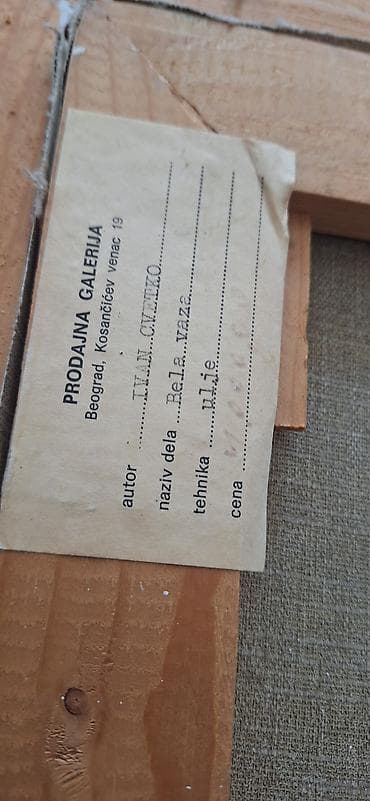 PRODAJNA GALERIJA
Beograd, Kosančićev venac 19
autor IVAN CVETKO
naziv dela Bela vaza
tehnika ulje
cena